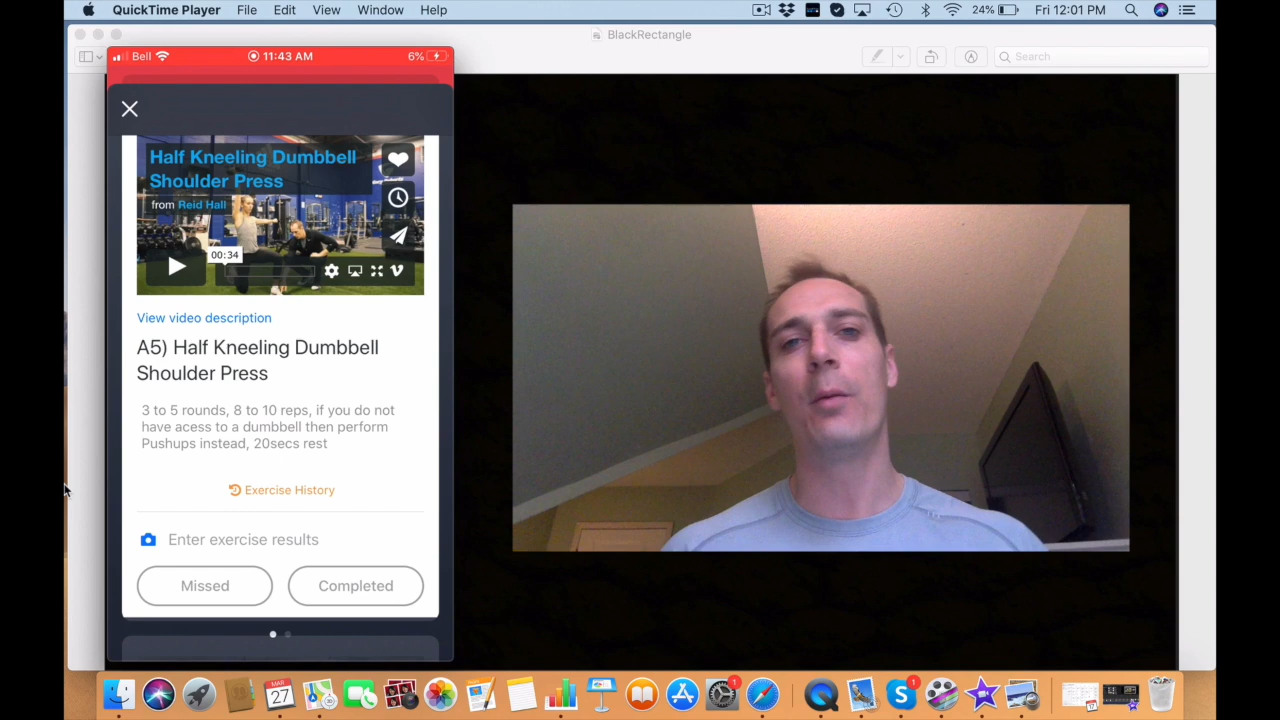 QuickTime Player File Edit View Window Help 24% Fri 12:01 PM
BlackRectangle
Search
Bell 11:43 AM 6%
Half Kneeling Dumbbell
Shoulder Press
from Reid Hall
00:34
View video description
A5) Half Kneeling Dumbbell
Shoulder Press
3 to 5 rounds, 8 to 10 reps, if you do not
have acess to a dumbbell then perform
Pushups instead, 20secs rest
Exercise History
Enter exercise results
Missed Completed
MAR
27
1
1
17